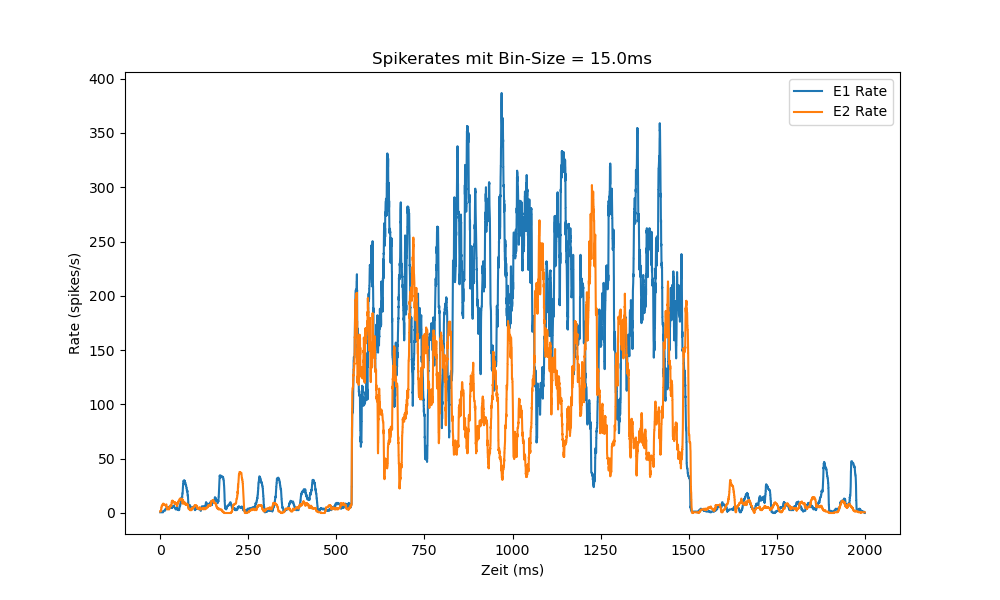 Spikerates mit Bin-Size = 15.0ms
E1 Rate
E2 Rate
Rate (spikes/s)
400
350
300
250
200
150
100
50
0
0 250 500 750 1000 1250 1500 1750 2000
Zeit (ms)